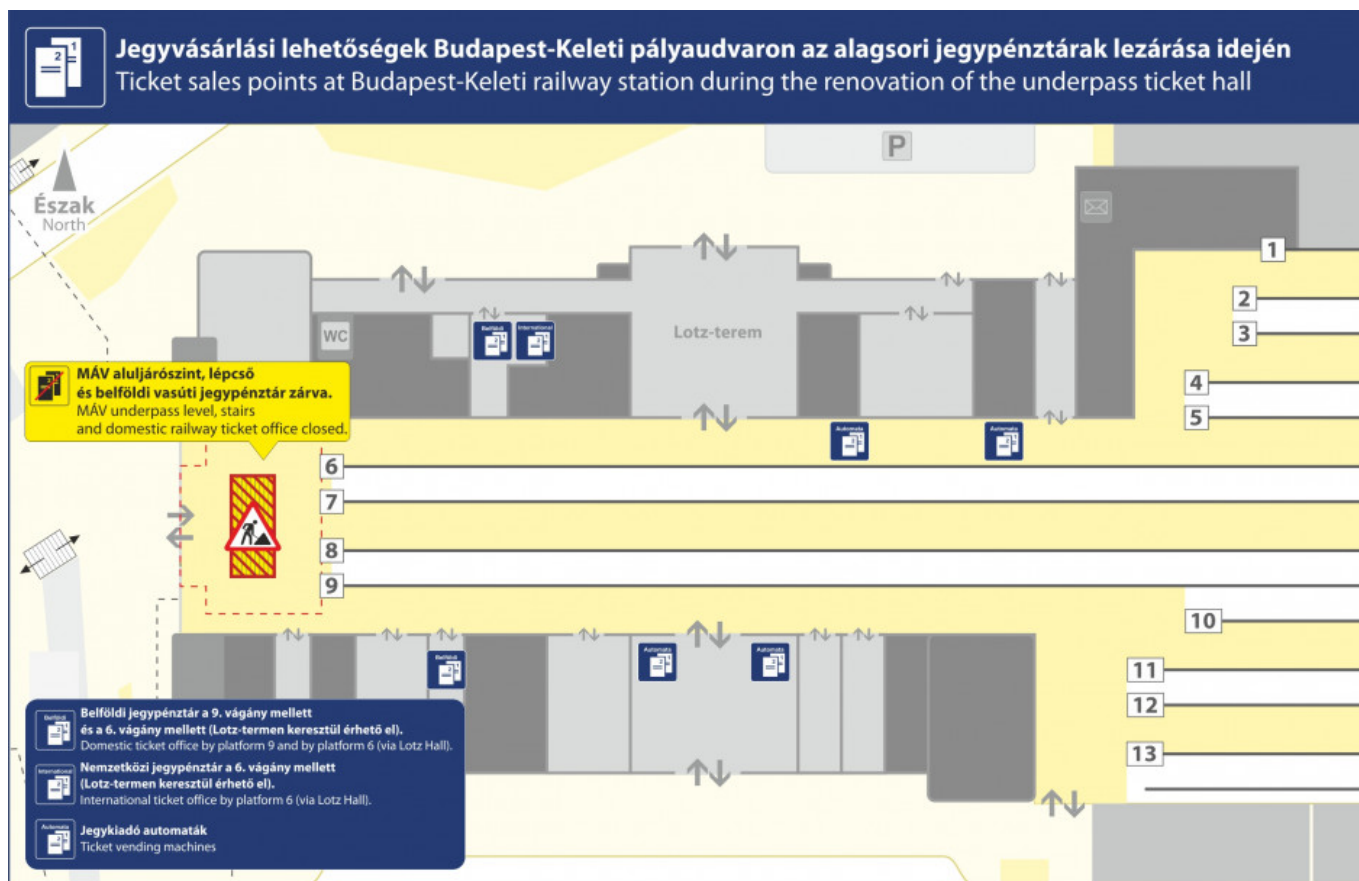 Jegyvásárlási lehetőségek Budapest-Keleti pályaudvaron az alagsori jegypénztárak lezárása idején
Ticket sales points at Budapest-Keleti railway station during the renovation of the underpass ticket hall
P
Észak
North
1
2
3
4
5
WC
Belföldi
International
Lotz-terem
MÁV aluljárószint, lépcső
és belföldi vasúti jegypénztár zárva.
MÁV underpass level, stairs
and domestic railway ticket office closed.
Automata
Automata
6
7
8
9
10
11
12
13
Belföldi
Automata
Automata
Belföldi
Belföldi jegypénztár a 9. vágány mellett
és a 6. vágány mellett (Lotz-termen keresztül érhető el).
Domestic ticket office by platform 9 and by platform 6 (via Lotz Hall).
International
Nemzetközi jegypénztár a 6. vágány mellett
(Lotz-termen keresztül érhető el).
International ticket office by platform 6 (via Lotz Hall).
Automata
Jegykiadó automaták
Ticket vending machines